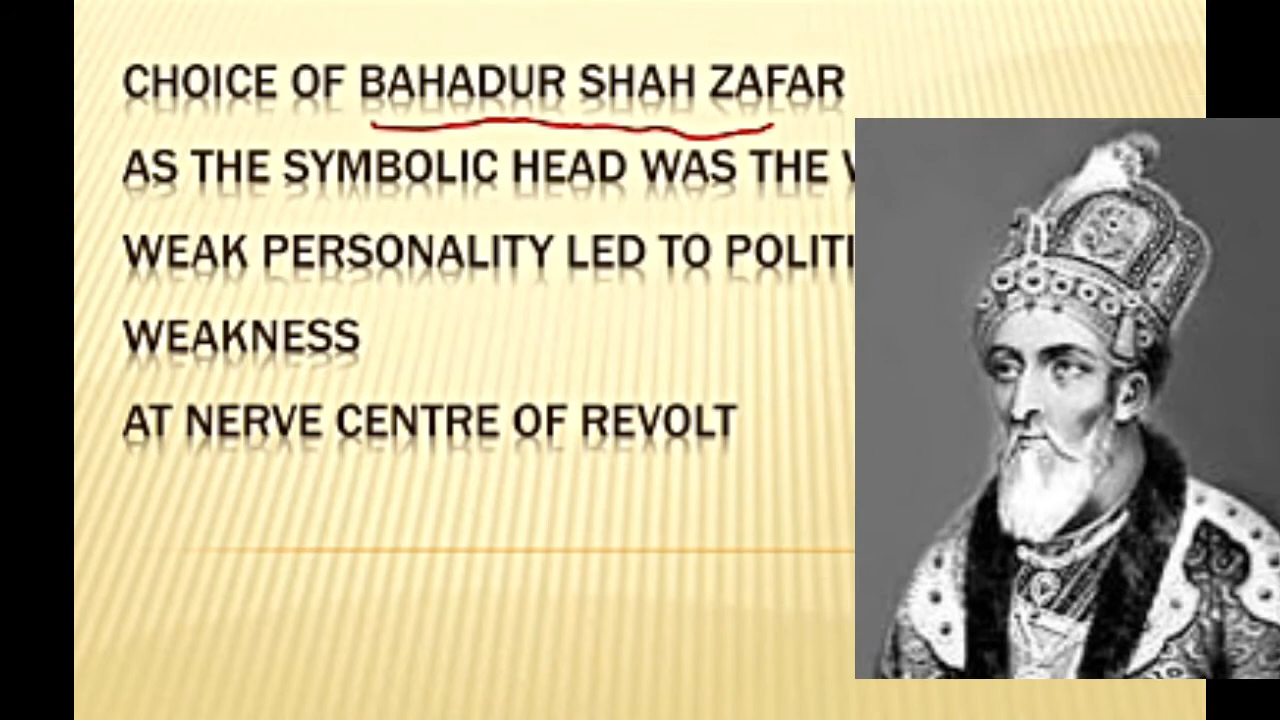 CHOICE OF BAHADUR SHAH ZAFAR
AS THE SYMBOLIC HEAD WAS THE
WEAK PERSONALITY LED TO
WEAKNESS
AT NERVE CENTRE OF REVOLT